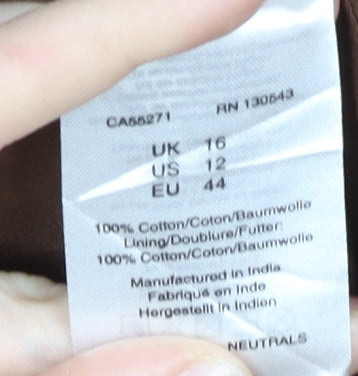 CA55271 RN 130543
UK 16
US 12
EU 44
100% Cotton/Coton/Baumwolle
Lining/Doublure/Futter:
100% Cotton/Coton/Baumwolle
Manufactured in India
Fabriqué en Inde
Hergestellt in Indien
NEUTRALS